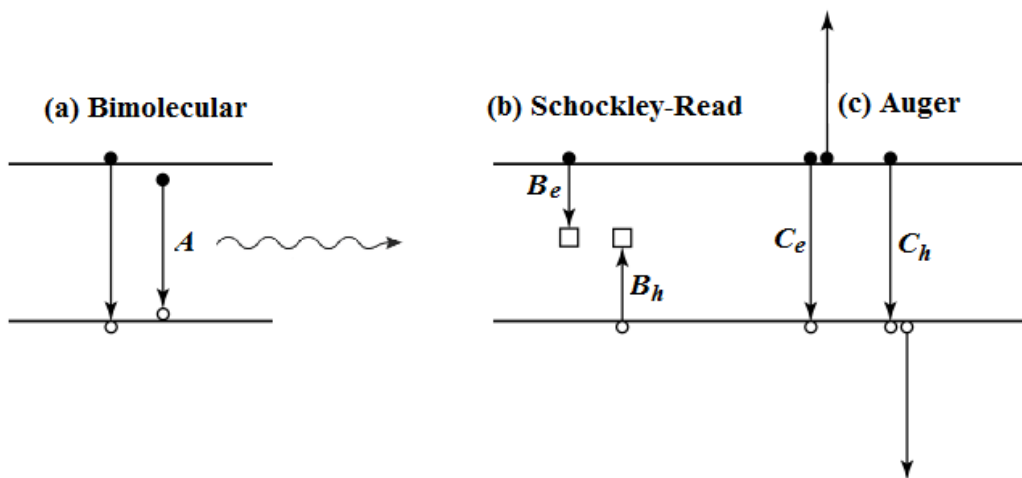 (a) Bimolecular
(b) Schockley-Read
(c) Auger
A
B_e
B_h
C_e
C_h